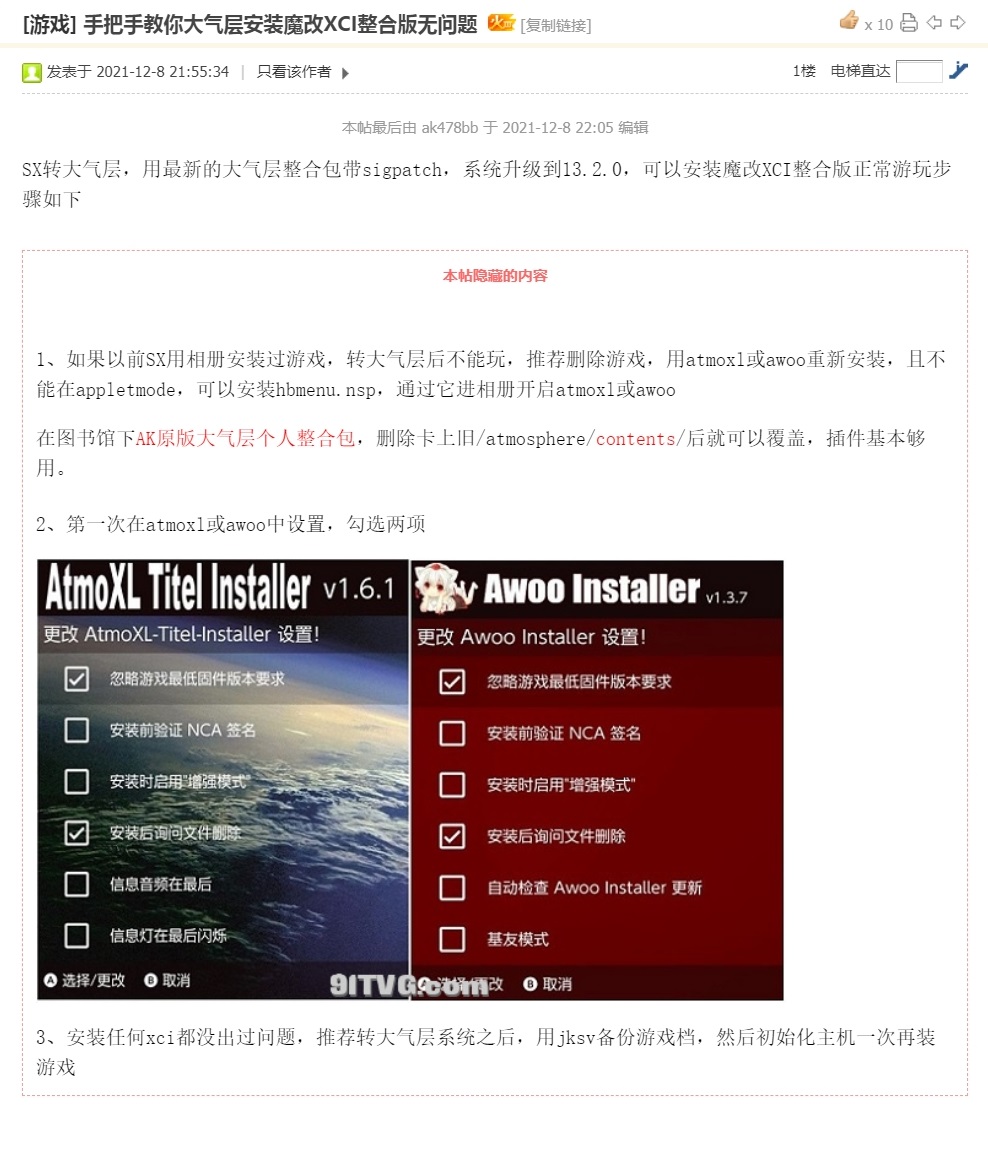 [游戏] 手把手教你大气层安装魔改XCI整合版无问题 火 [复制链接] x 10
发表于 2021-12-8 21:55:34 | 只看该作者 1楼 电梯直达
本帖最后由 ak478bb 于 2021-12-8 22:05 编辑
SX转大气层，用最新的大气层整合包带sigpatch，系统升级到13.2.0，可以安装魔改XCI整合版正常游玩步
骤如下
本帖隐藏的内容
1、如果以前SX用相册安装过游戏，转大气层后不能玩，推荐删除游戏，用atmoxl或awoo重新安装，且不
能在appletmode，可以安装hbmenu.nsp，通过它进相册开启atmoxl或awoo
在图书馆下AK原版大气层个人整合包，删除卡上旧/atmosphere/contents/后就可以覆盖，插件基本够
用。
2、第一次在atmoxl或awoo中设置，勾选两项
AtmoXL Titel Installer v1.6.1
更改 AtmoXL-Titel-Installer 设置!
忽略游戏最低固件版本要求
安装前验证 NCA 签名
安装时启用"增强模式"
安装后询问文件删除
信息音频在最后
信息灯在最后闪烁
A 选择/更改 B 取消
Awoo Installer v1.3.7
更改 Awoo Installer 设置!
忽略游戏最低固件版本要求
安装前验证 NCA 签名
安装时启用"增强模式"
安装后询问文件删除
自动检查 Awoo Installer 更新
基友模式
A 选择/更改 B 取消
91TVG.com
3、安装任何xci都没出过问题，推荐转大气层系统之后，用jksv备份游戏档，然后初始化主机一次再装
游戏